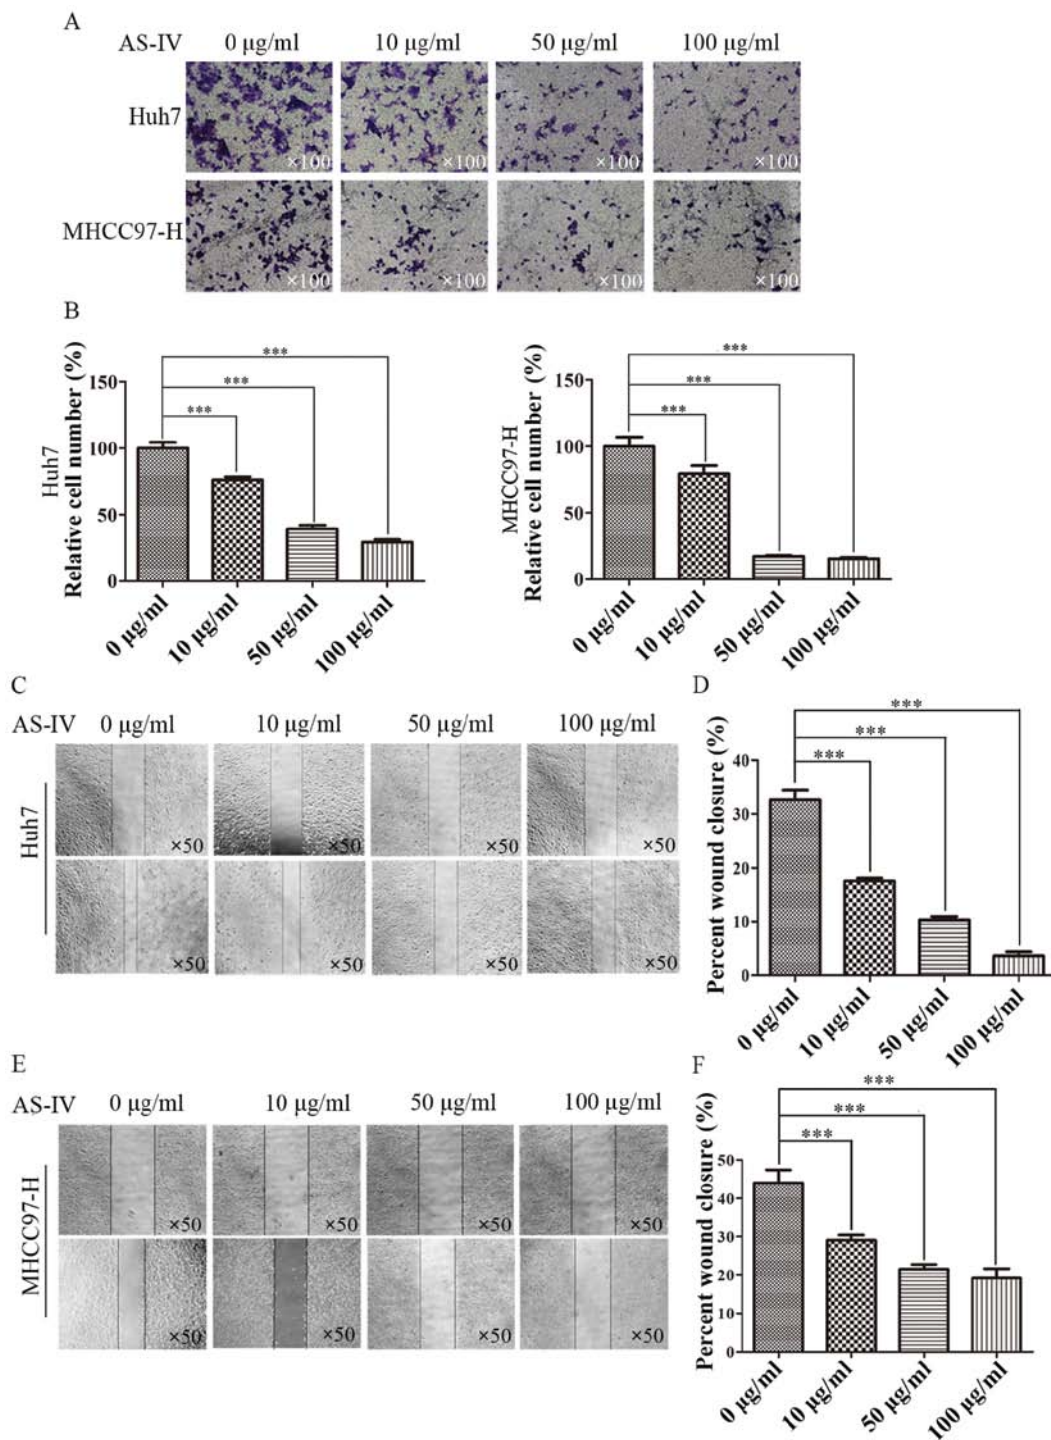 A
AS-IV 0 μg/ml 10 μg/ml 50 μg/ml 100 μg/ml
Huh7
×100 ×100 ×100 ×100
MHCC97-H
×100 ×100 ×100 ×100
B
Huh7
Relative cell number (%)
150
100
50
0
***
***
***
0 μg/ml 10 μg/ml 50 μg/ml 100 μg/ml
MHCC97-H
Relative cell number (%)
150
100
50
0
***
***
***
0 μg/ml 10 μg/ml 50 μg/ml 100 μg/ml
C
AS-IV 0 μg/ml 10 μg/ml 50 μg/ml 100 μg/ml
Huh7
×50 ×50 ×50 ×50
×50 ×50 ×50 ×50
D
Percent wound closure (%)
40
30
20
10
0
***
***
***
0 μg/ml 10 μg/ml 50 μg/ml 100 μg/ml
E
AS-IV 0 μg/ml 10 μg/ml 50 μg/ml 100 μg/ml
MHCC97-H
×50 ×50 ×50 ×50
×50 ×50 ×50 ×50
F
Percent wound closure (%)
50
40
30
20
10
0
***
***
***
0 μg/ml 10 μg/ml 50 μg/ml 100 μg/ml